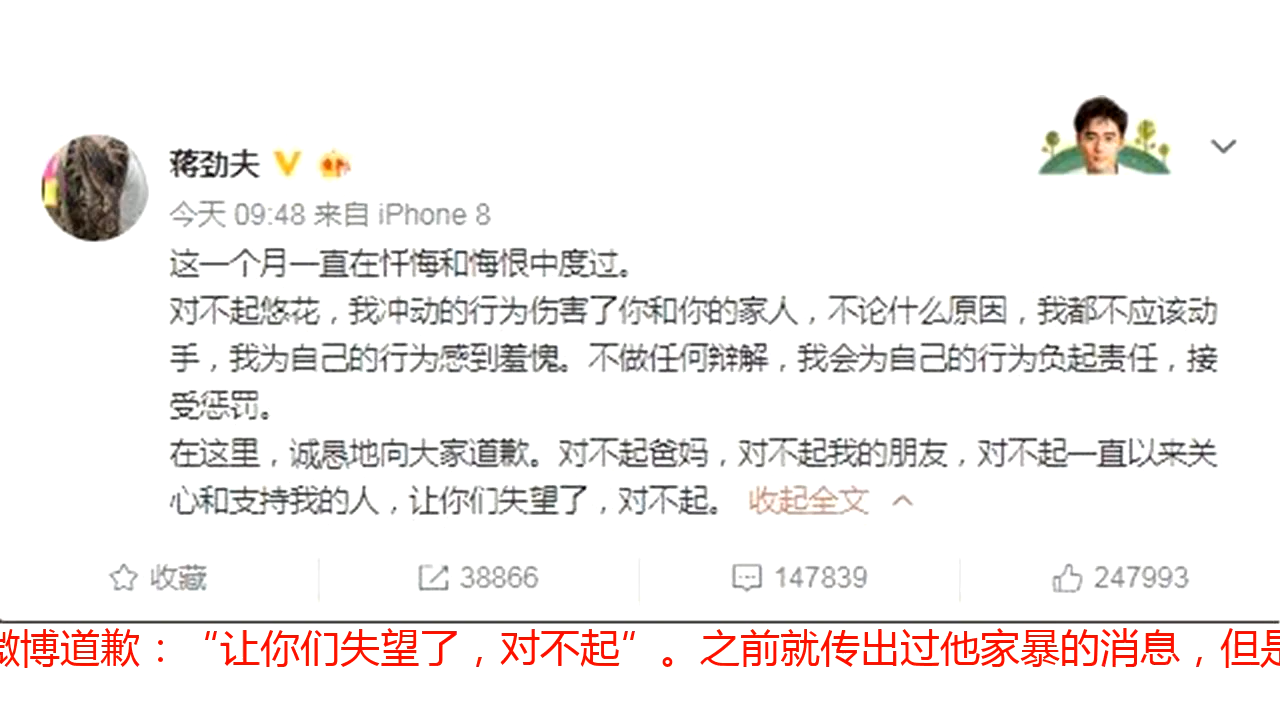 蒋劲夫
今天 09:48 来自 iPhone 8
这一个月一直在忏悔和悔恨中度过。
对不起悠花，我冲动的行为伤害了你和你的家人，不论什么原因，我都不应该动
手，我为自己的行为感到羞愧。不做任何辩解，我会为自己的行为负起责任，接
受惩罚。
在这里，诚恳地向大家道歉。对不起爸妈，对不起我的朋友，对不起一直以来关
心和支持我的人，让你们失望了，对不起。 收起全文
收藏 38866 147839 247993
微博道歉：“让你们失望了，对不起”。之前就传出过他家暴的消息，但是